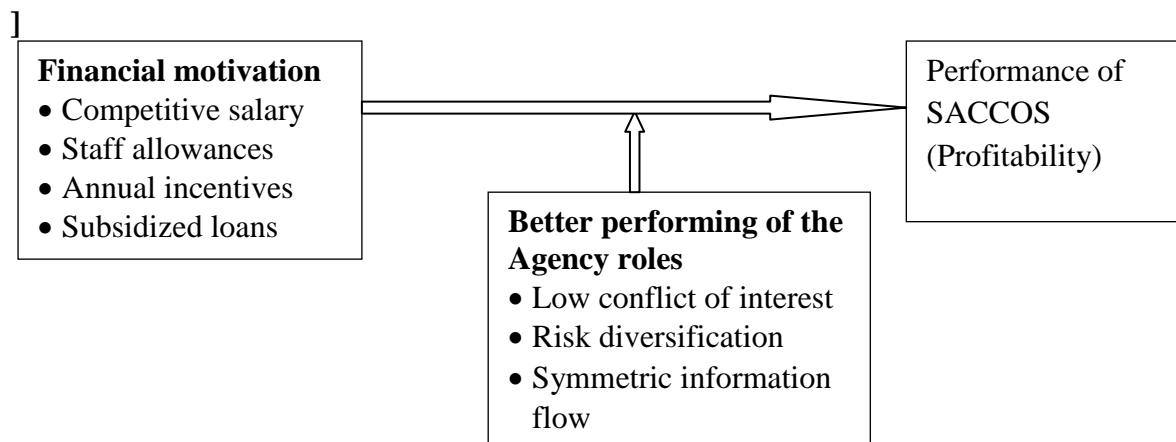 ]
Financial motivation
• Competitive salary
• Staff allowances
• Annual incentives
• Subsidized loans
Performance of
SACCOS
(Profitability)
Better performing of the
Agency roles
• Low conflict of interest
• Risk diversification
• Symmetric information
flow